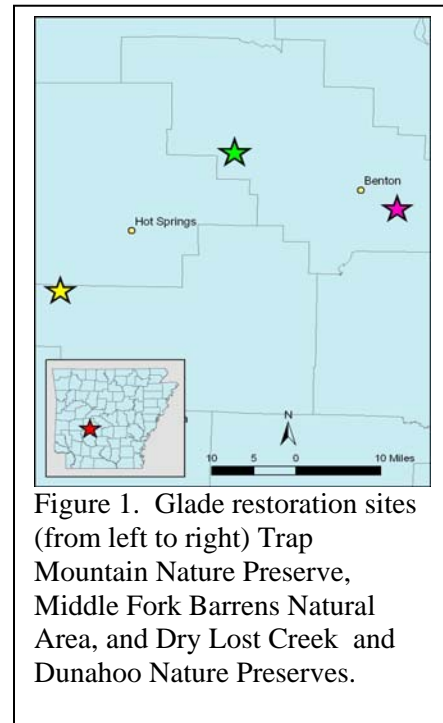 Benton
Hot Springs
N
10 5 0 10 Miles
Figure 1. Glade restoration sites
(from left to right) Trap
Mountain Nature Preserve,
Middle Fork Barrens Natural
Area, and Dry Lost Creek and
Dunahoo Nature Preserves.